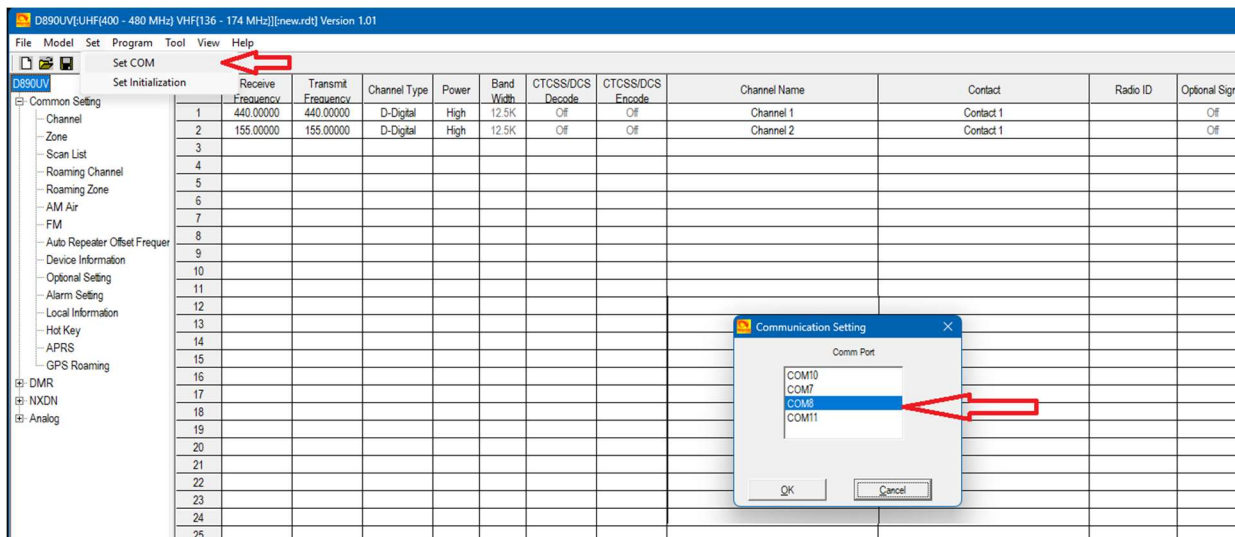 D890UV[:UHF{400 - 480 MHz} VHF{136 - 174 MHz}][:new.rdt] Version 1.01
File Model Set Program Tool View Help
Set COM
Set Initialization
D890UV
Common Setting
Channel
Zone
Scan List
Roaming Channel
Roaming Zone
AM Air
FM
Auto Repeater Offset Frequer
Device Information
Optional Setting
Alarm Setting
Local Information
Hot Key
APRS
GPS Roaming
DMR
NXDN
Analog
Receive Frequency Transmit Frequency Channel Type Power Band Width CTCSS/DCS Decode CTCSS/DCS Encode Channel Name Contact Radio ID Optional Sigr
1 440.00000 440.00000 D-Digital High 12.5K Off Off Channel 1 Contact 1 Off
2 155.00000 155.00000 D-Digital High 12.5K Off Off Channel 2 Contact 1 Off
3
4
5
6
7
8
9
10
11
12
13
14
15
16
17
18
19
20
21
22
23
24
25
Communication Setting
Comm Port
COM10
COM7
COM8
COM11
OK Cancel